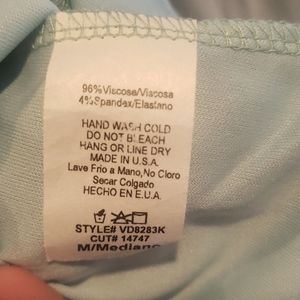 96%Viscose/Viscosa
4%Spandex/Elastano
HAND WASH COLD
DO NOT BLEACH
HANG OR LINE DRY
MADE IN U.S.A.
Lave Frio a Mano,No Cloro
Secar Colgado
HECHO EN E.U.A.
STYLE# VD8283K
CUT# 14747
M/Mediano